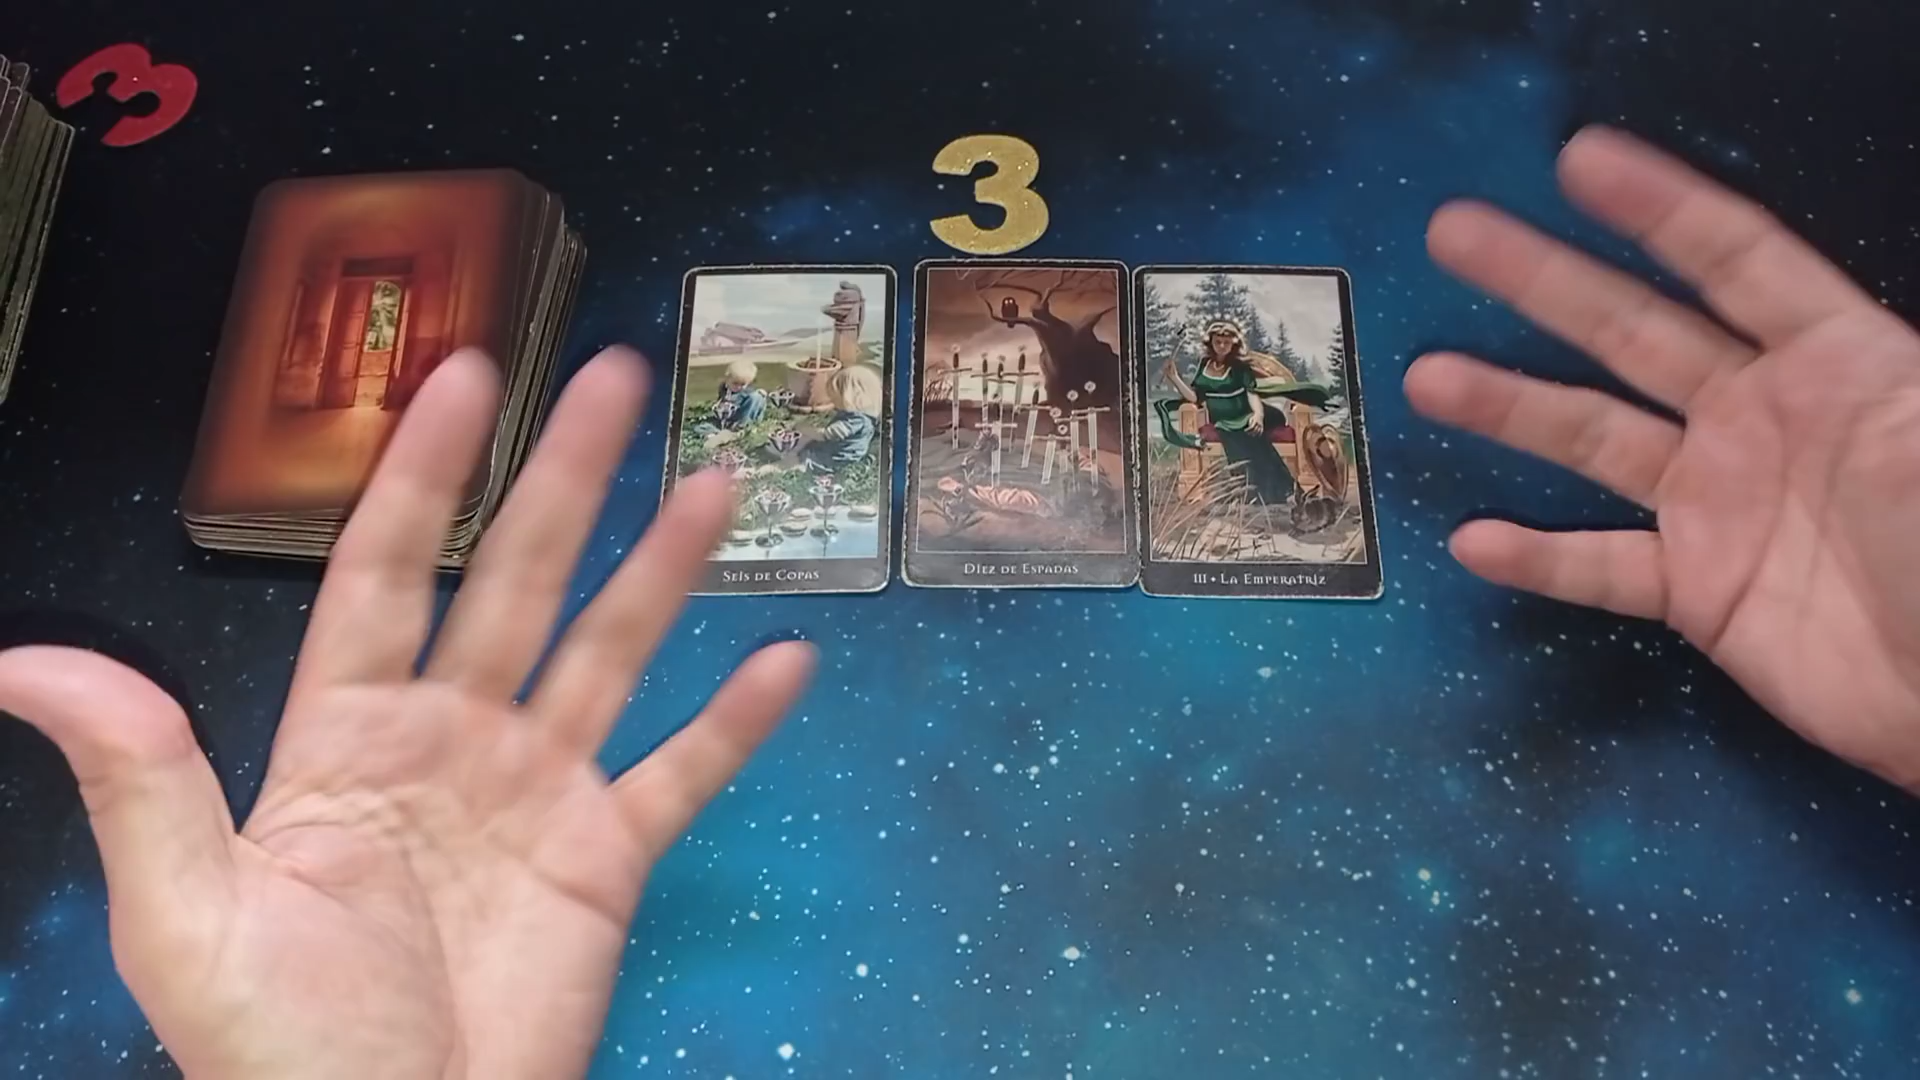 3
3
Seis de Copas
Diez de Espadas
III • La Emperatriz